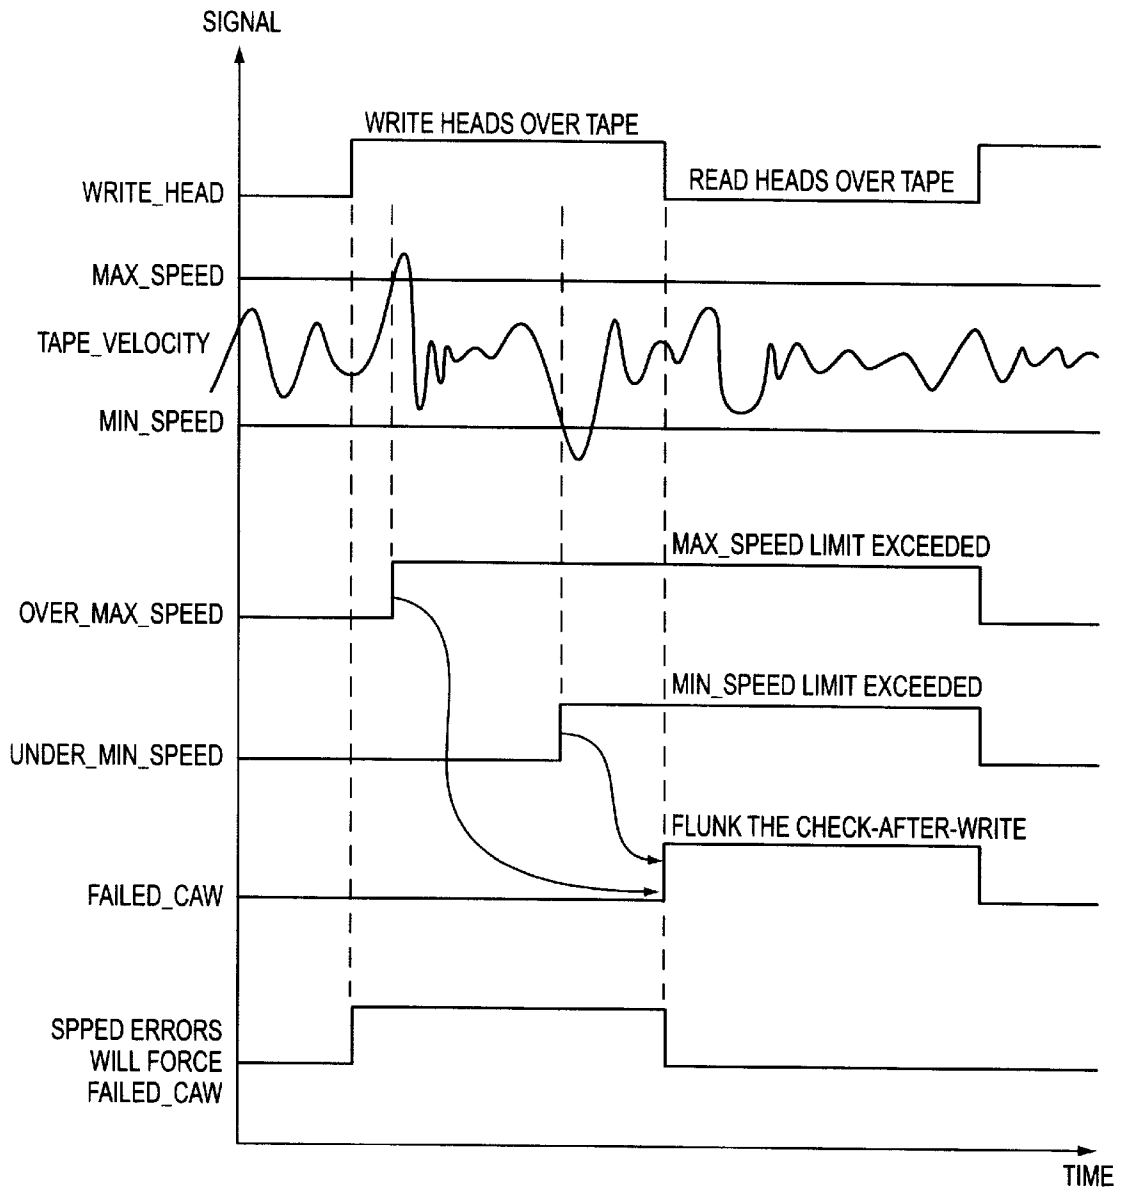 SIGNAL
WRITE HEADS OVER TAPE
WRITE_HEAD
READ HEADS OVER TAPE
MAX_SPEED
TAPE_VELOCITY
MIN_SPEED
MAX_SPEED LIMIT EXCEEDED
OVER_MAX_SPEED
MIN_SPEED LIMIT EXCEEDED
UNDER_MIN_SPEED
FLUNK THE CHECK-AFTER-WRITE
FAILED_CAW
SPPED ERRORS
WILL FORCE
FAILED_CAW
TIME